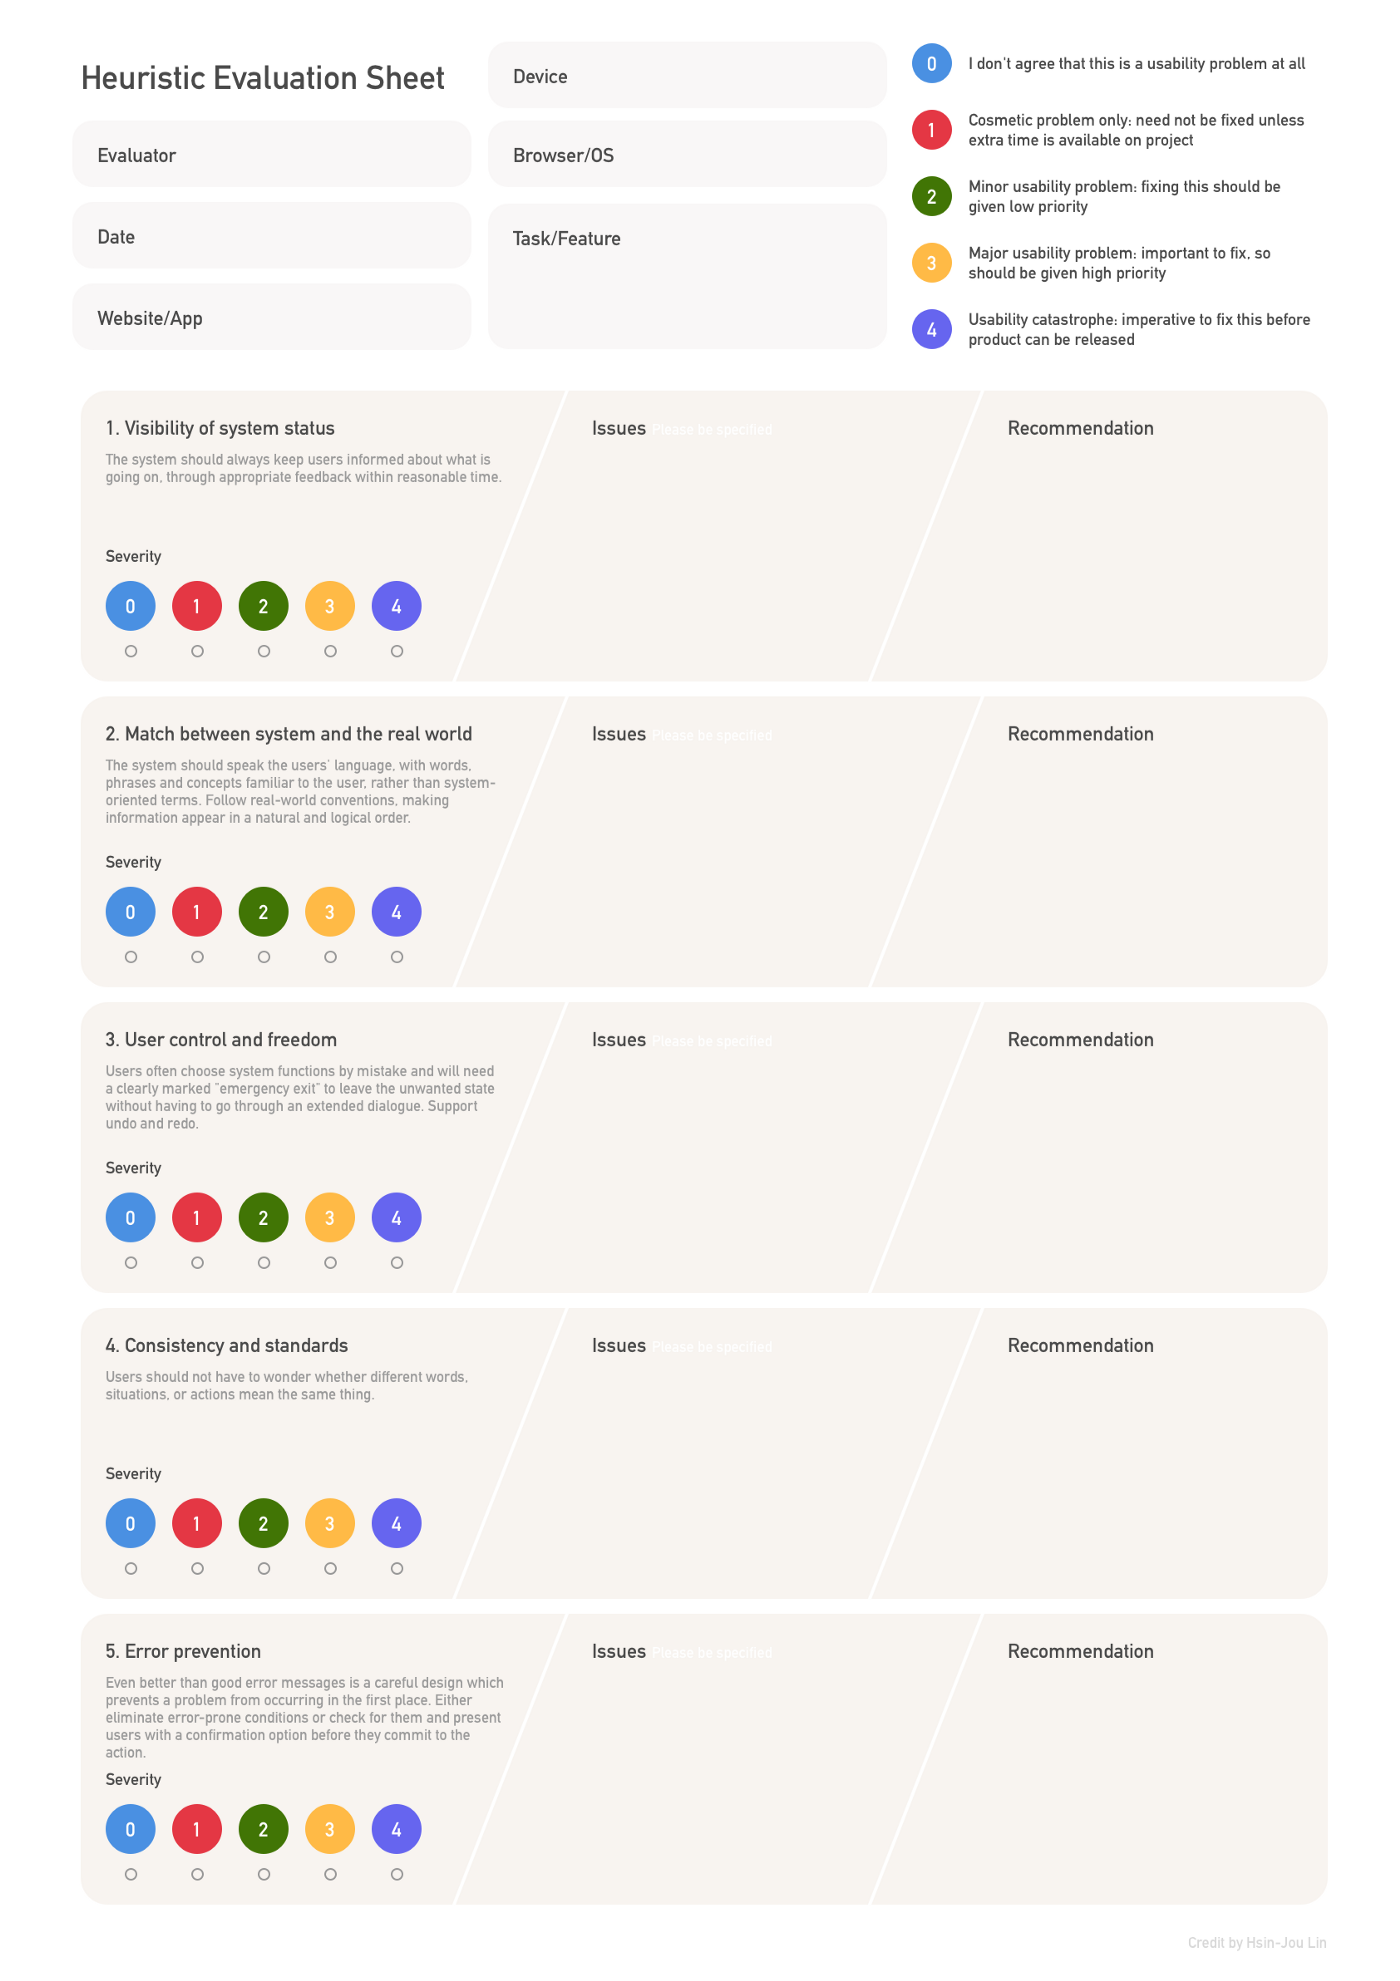 Heuristic Evaluation Sheet
Evaluator
Date
Website/App
Device
Browser/OS
Task/Feature
0 I don't agree that this is a usability problem at all
1 Cosmetic problem only: need not be fixed unless
extra time is available on project
2 Minor usability problem: fixing this should be
given low priority
3 Major usability problem: important to fix, so
should be given high priority
4 Usability catastrophe: imperative to fix this before
product can be released
1. Visibility of system status
The system should always keep users informed about what is
going on, through appropriate feedback within reasonable time.
Severity
0 1 2 3 4
Issues Please be specified
Recommendation
2. Match between system and the real world
The system should speak the users' language, with words,
phrases and concepts familiar to the user, rather than system-
oriented terms. Follow real-world conventions, making
information appear in a natural and logical order.
Severity
0 1 2 3 4
Issues Please be specified
Recommendation
3. User control and freedom
Users often choose system functions by mistake and will need
a clearly marked "emergency exit" to leave the unwanted state
without having to go through an extended dialogue. Support
undo and redo.
Severity
0 1 2 3 4
Issues Please be specified
Recommendation
4. Consistency and standards
Users should not have to wonder whether different words,
situations, or actions mean the same thing.
Severity
0 1 2 3 4
Issues Please be specified
Recommendation
5. Error prevention
Even better than good error messages is a careful design which
prevents a problem from occurring in the first place. Either
eliminate error-prone conditions or check for them and present
users with a confirmation option before they commit to the
action.
Severity
0 1 2 3 4
Issues Please be specified
Recommendation
Credit by Hsin-Jou Lin